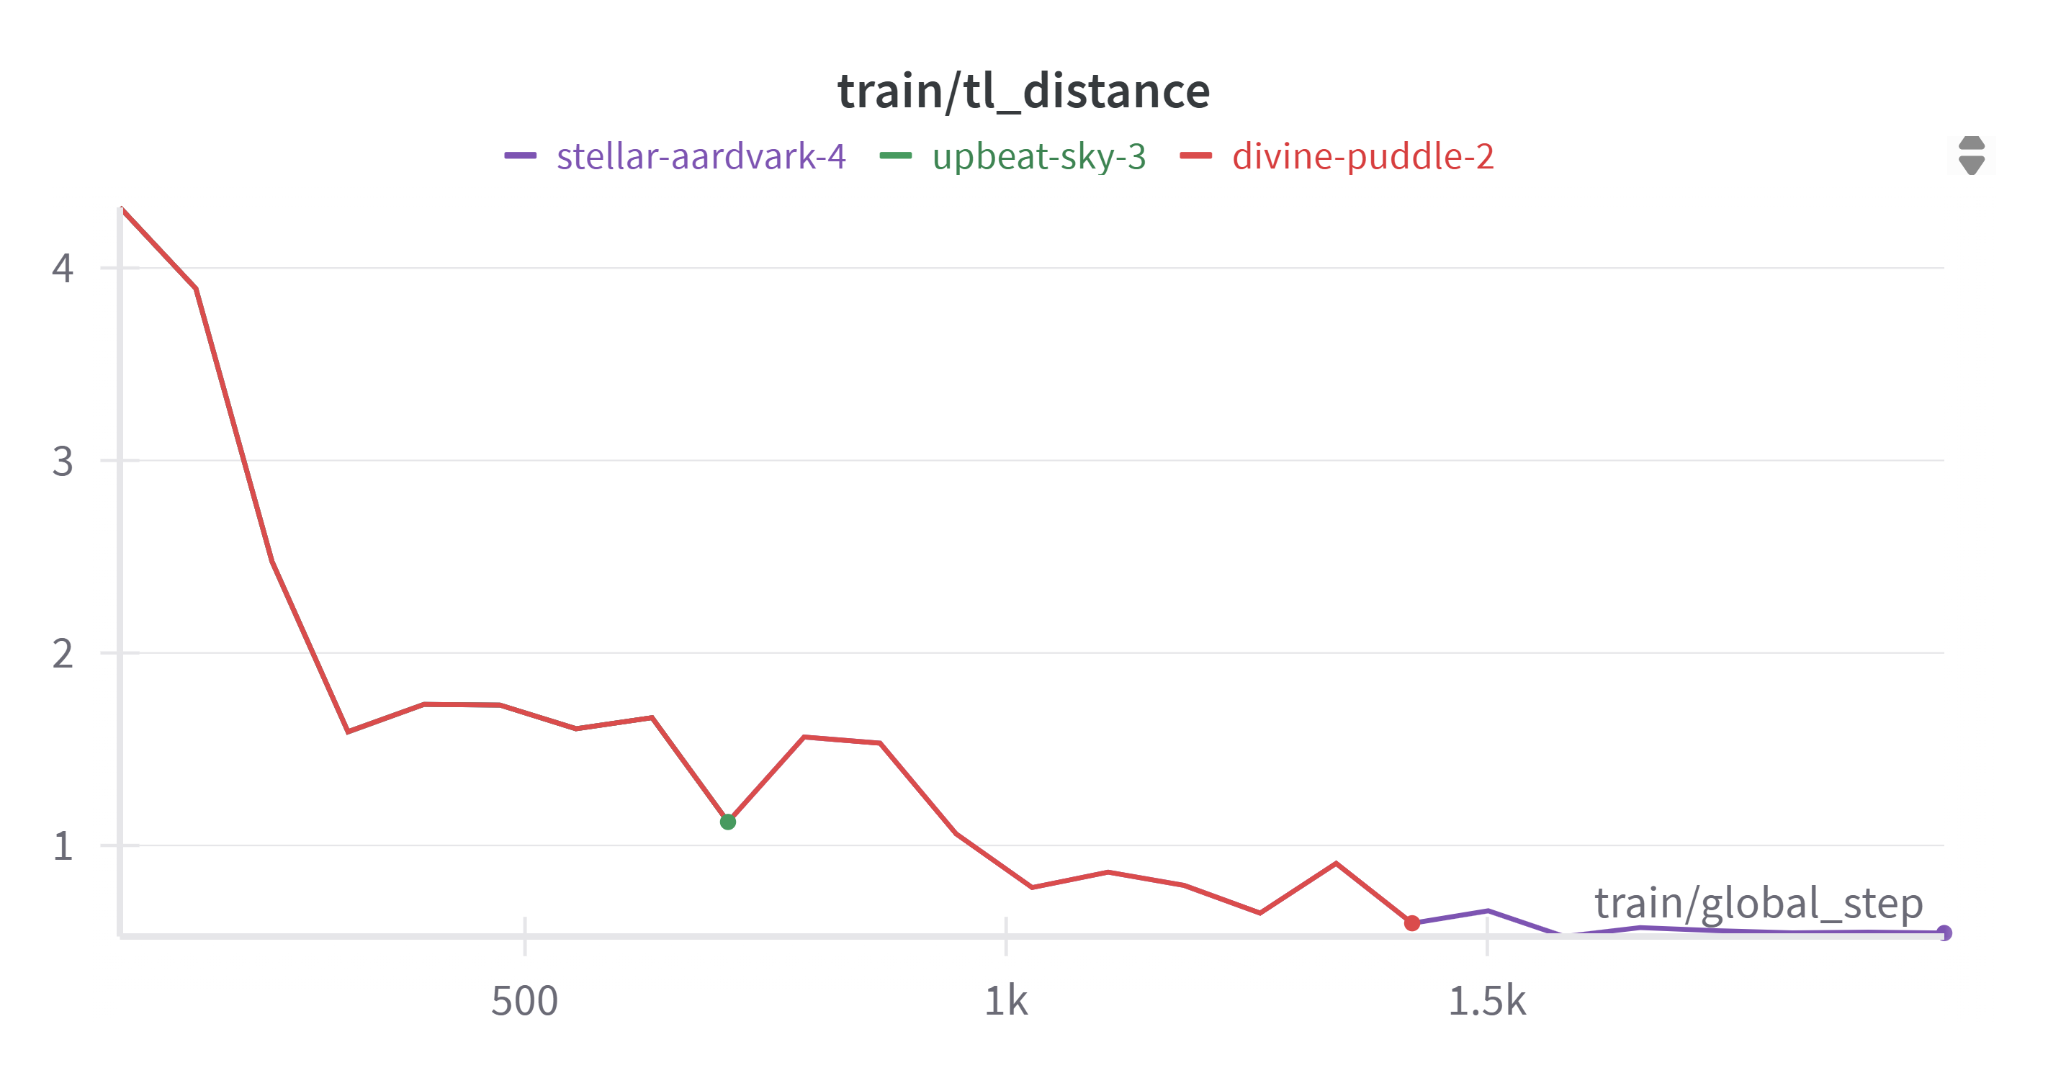 train/tl_distance
stellar-aardvark-4 upbeat-sky-3 divine-puddle-2
4
3
2
1
train/global_step
500 1k 1.5k